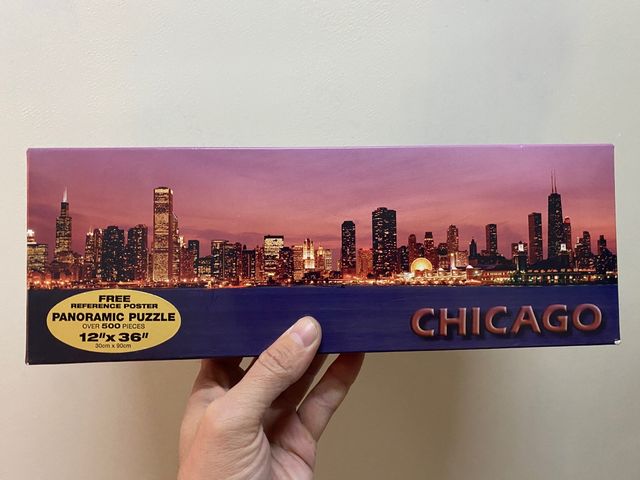 FREE
REFERENCE POSTER
PANORAMIC PUZZLE
OVER 500 PIECES
12"x 36"
30cm x 90cm
CHICAGO